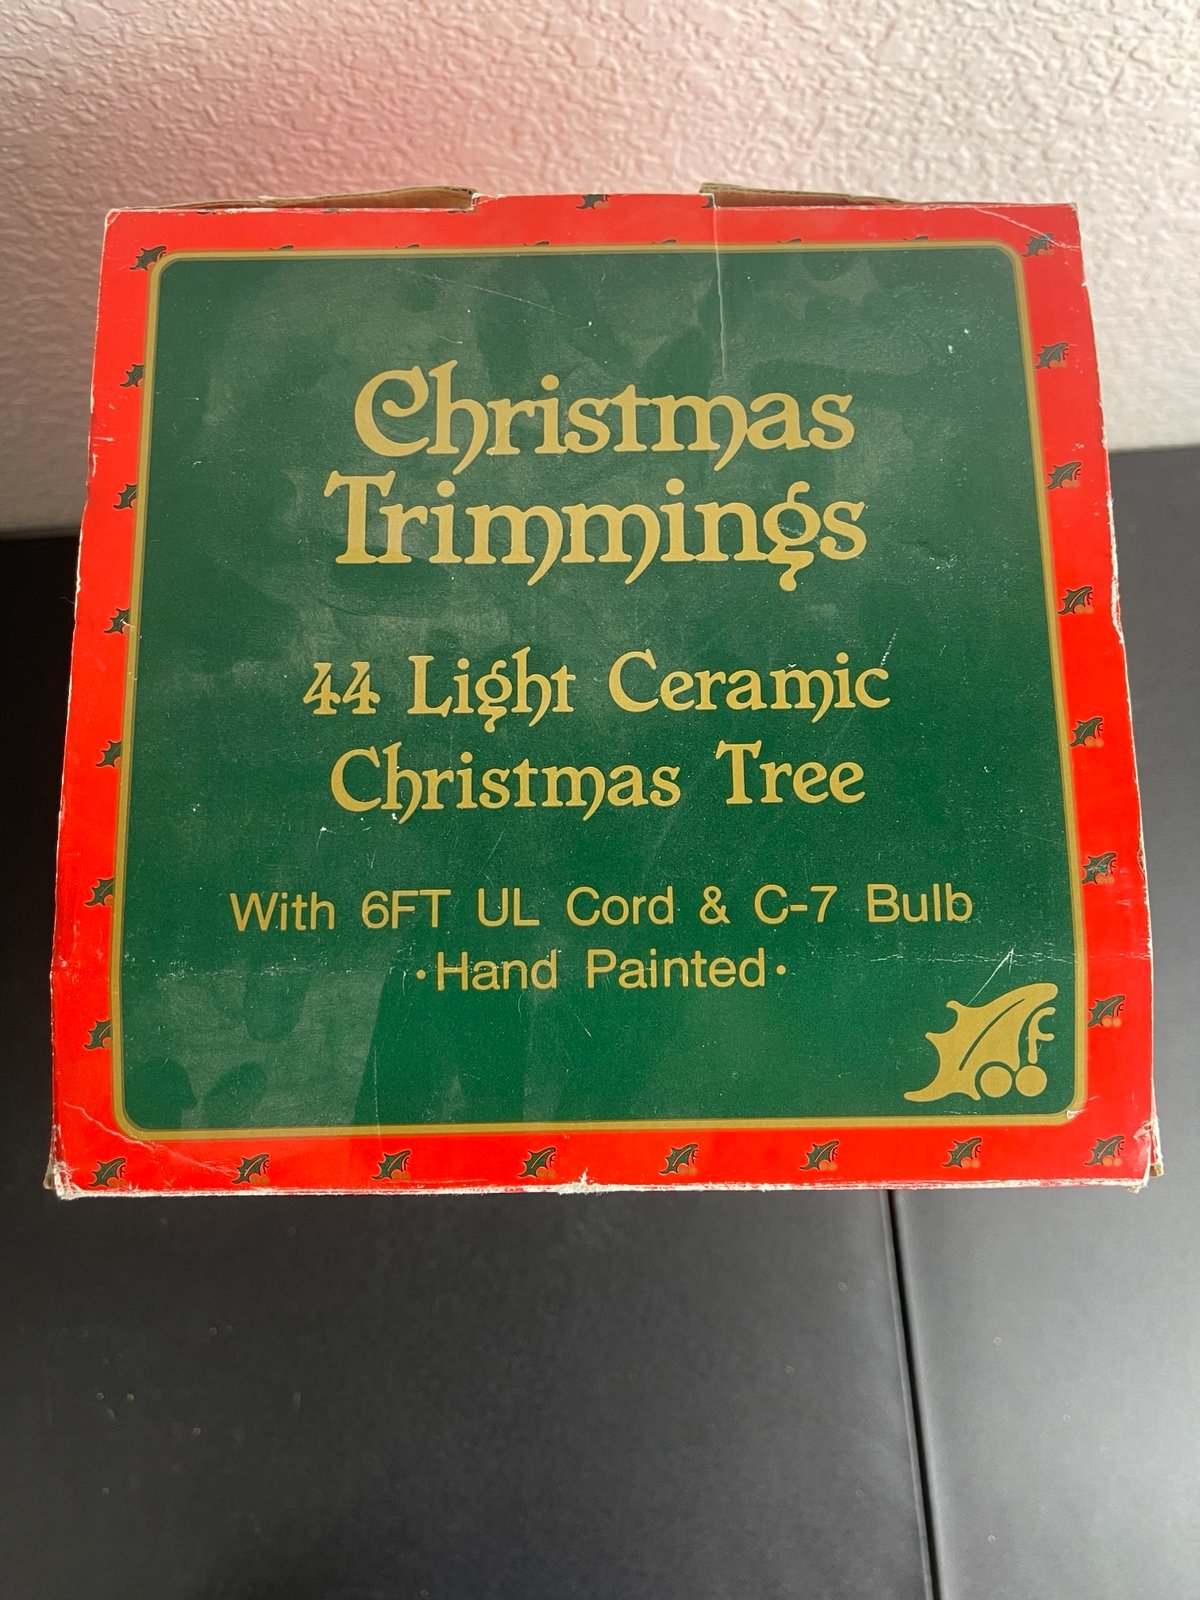 Christmas
Trimmings
44 Light Ceramic
Christmas Tree
With 6FT UL Cord & C-7 Bulb
·Hand Painted·
F